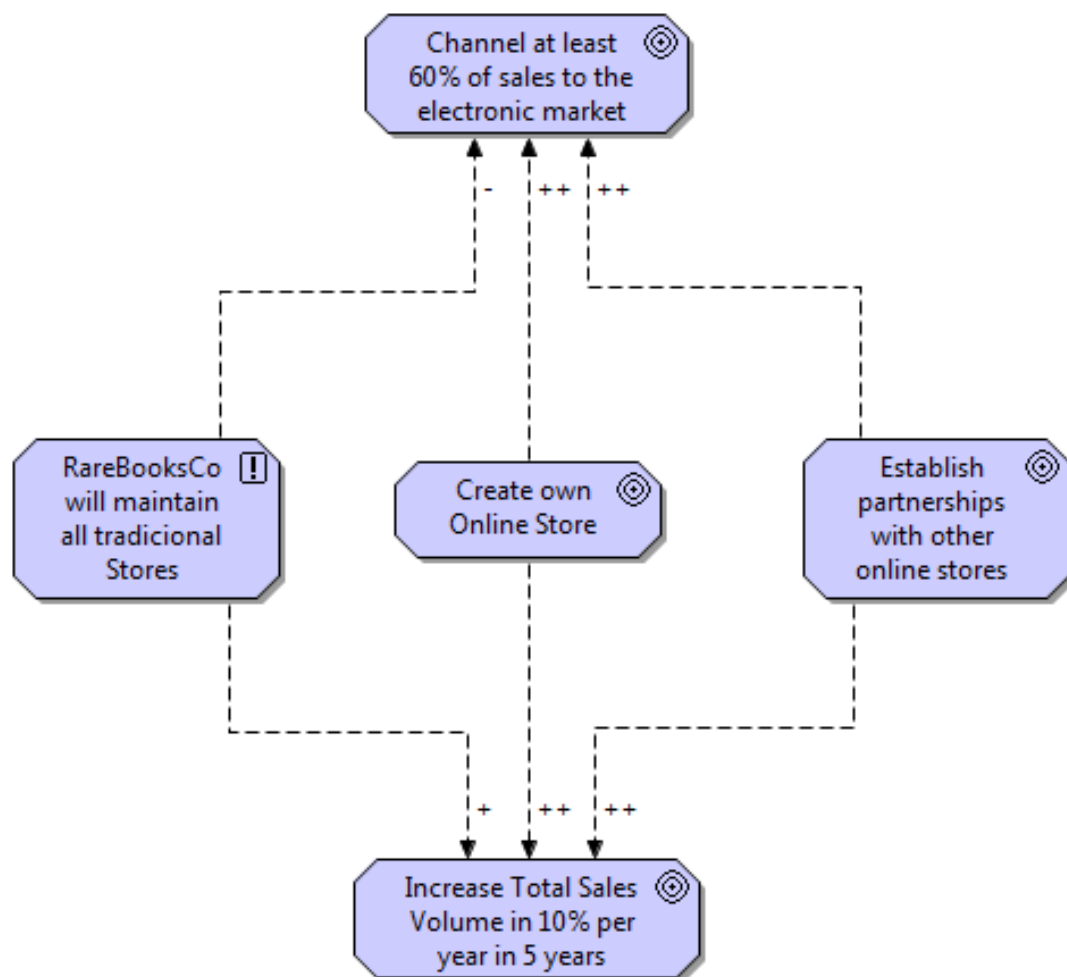 Channel at least
60% of sales to the
electronic market
-
++
++
RareBooksCo
will maintain
all tradicional
Stores
!
Create own
Online Store
Establish
partnerships
with other
online stores
+
++
++
Increase Total Sales
Volume in 10% per
year in 5 years